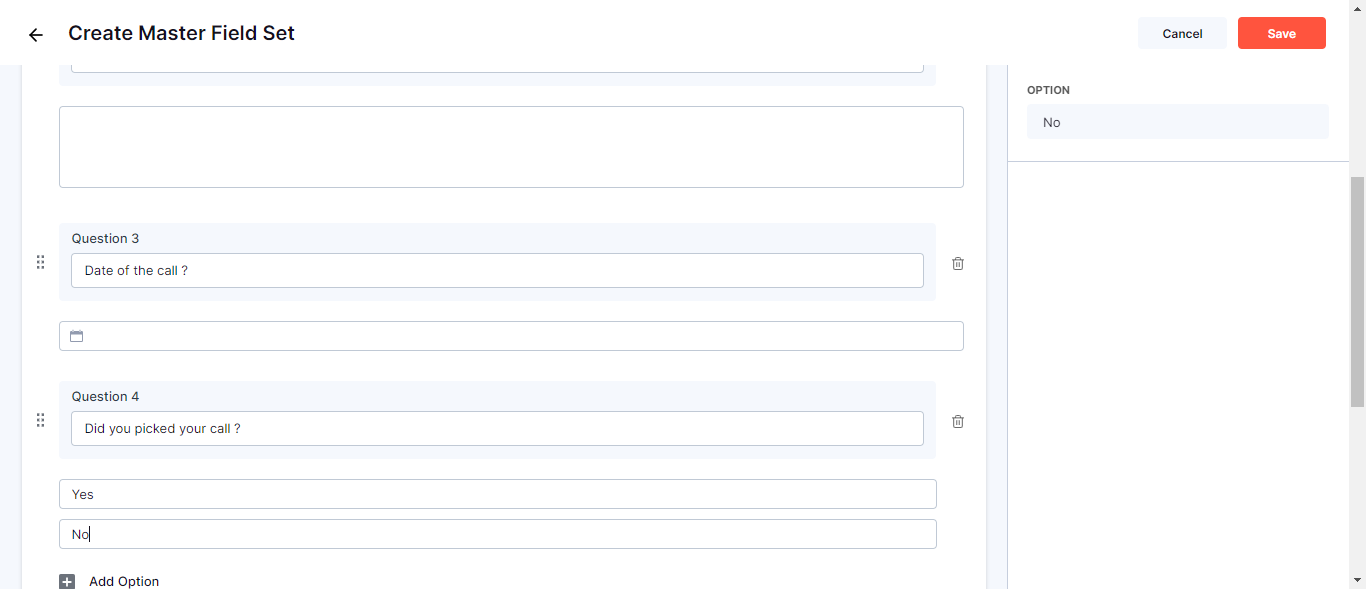 Create Master Field Set
Cancel
Save
OPTION
No
Question 3
Date of the call ?
Question 4
Did you picked your call ?
Yes
No
Add Option